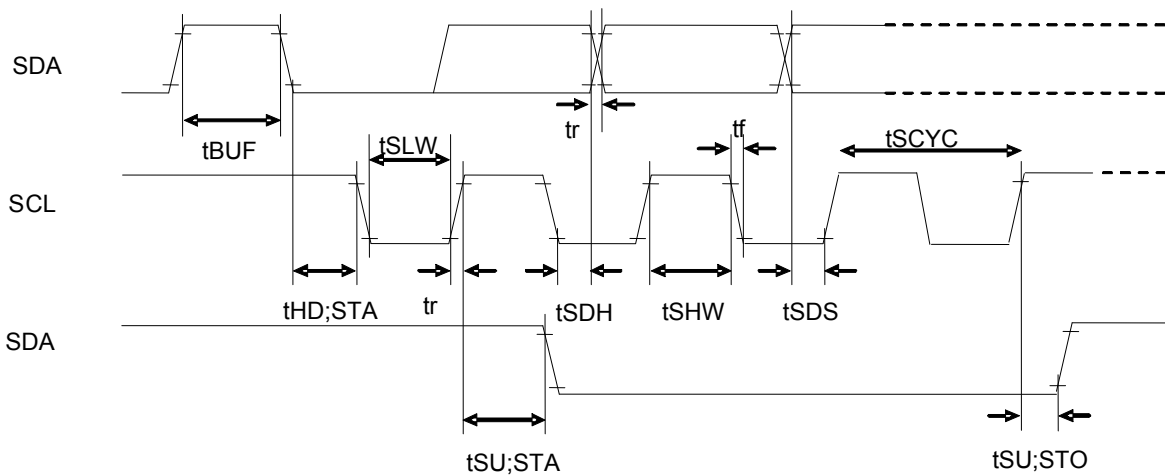 SDA
tBUF
tSLW
tr
tf
tSCYC
SCL
tHD;STA
tr
tSDH
tSHW
tSDS
SDA
tSU;STA
tSU;STO